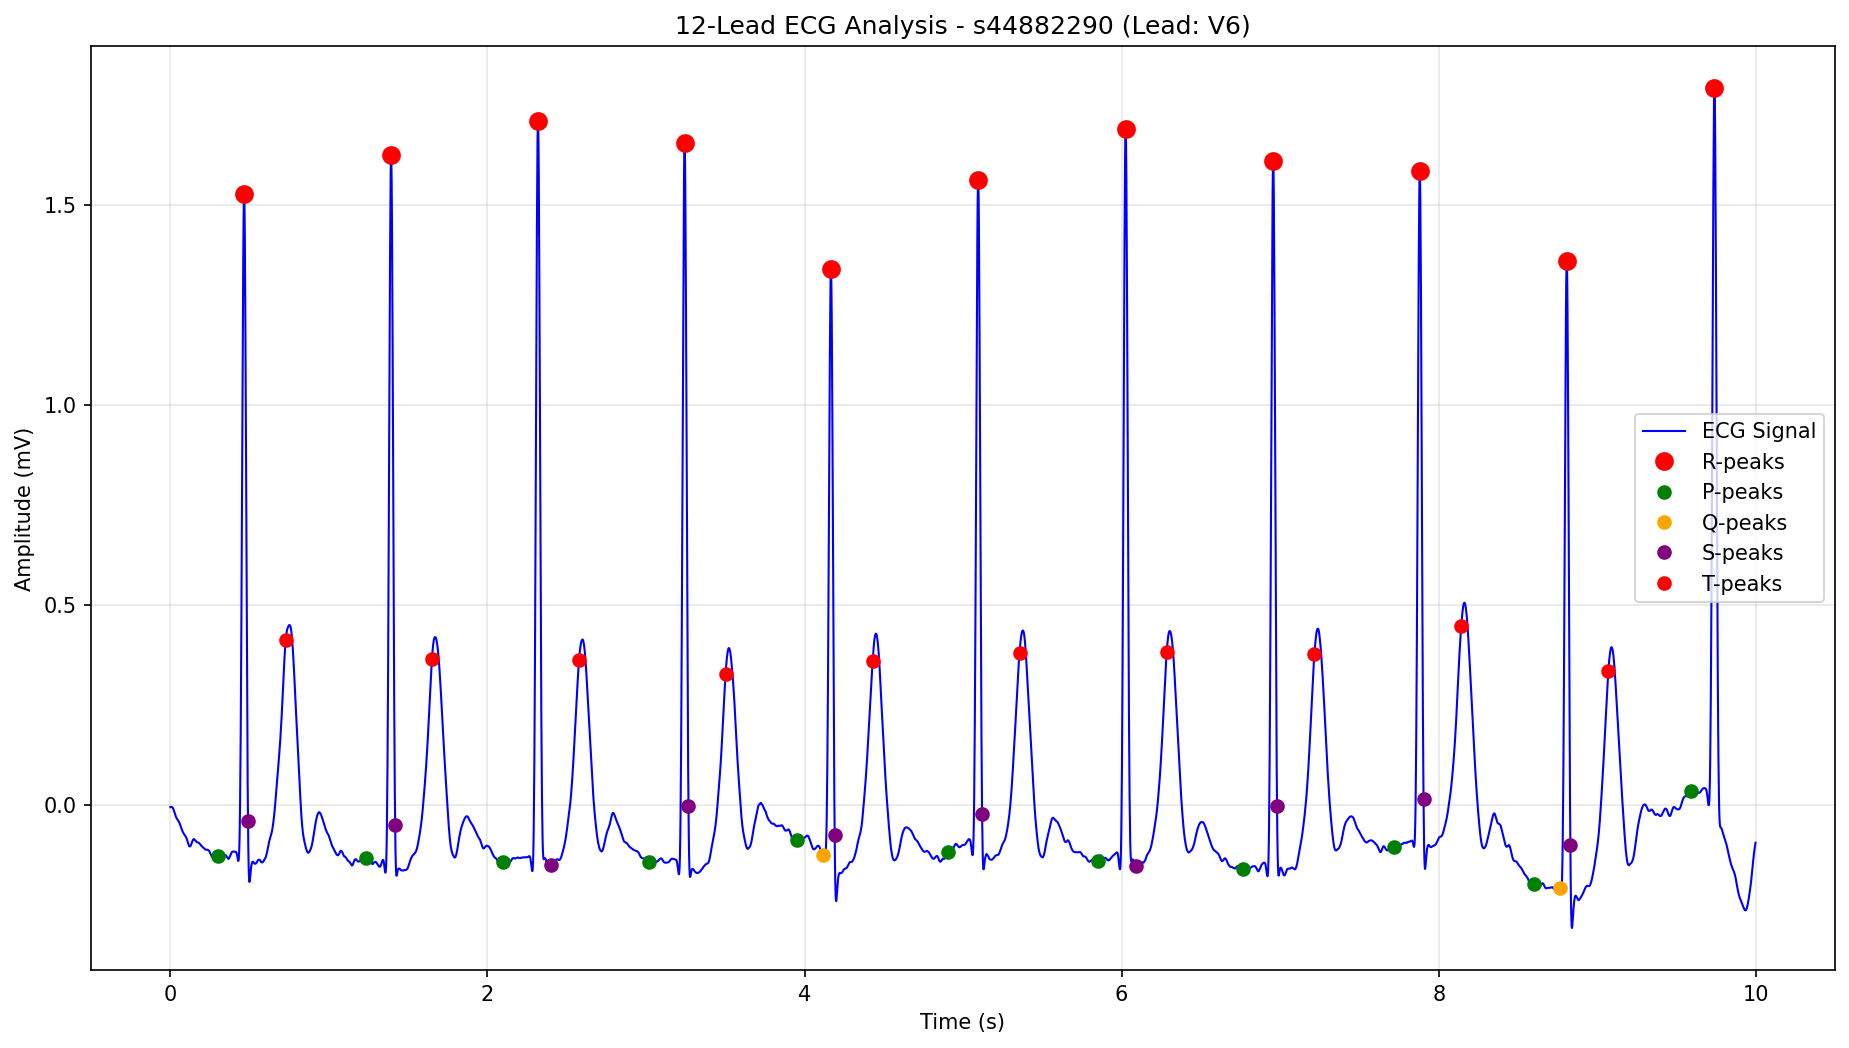 12-Lead ECG Analysis - s44882290 (Lead: V6)
Amplitude (mV)
1.5
1.0
0.5
0.0
ECG Signal
R-peaks
P-peaks
Q-peaks
S-peaks
T-peaks
0 2 4 6 8 10
Time (s)